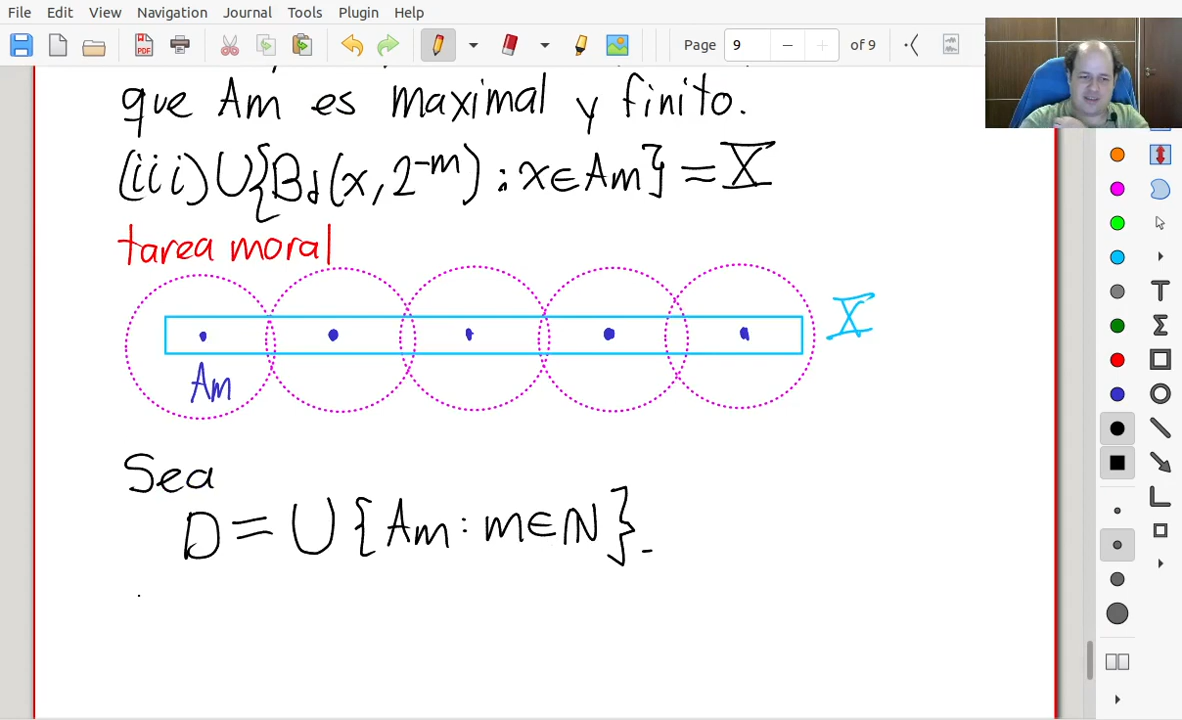 File Edit View Navigation Journal Tools Plugin Help
Page 9 of 9
que Am es maximal y finito.
(iii) ∪{Bd(x, 2^-m) : x∈Am} = X
tarea moral
X
Am
Sea
D = ∪{Am : m∈ℕ}.